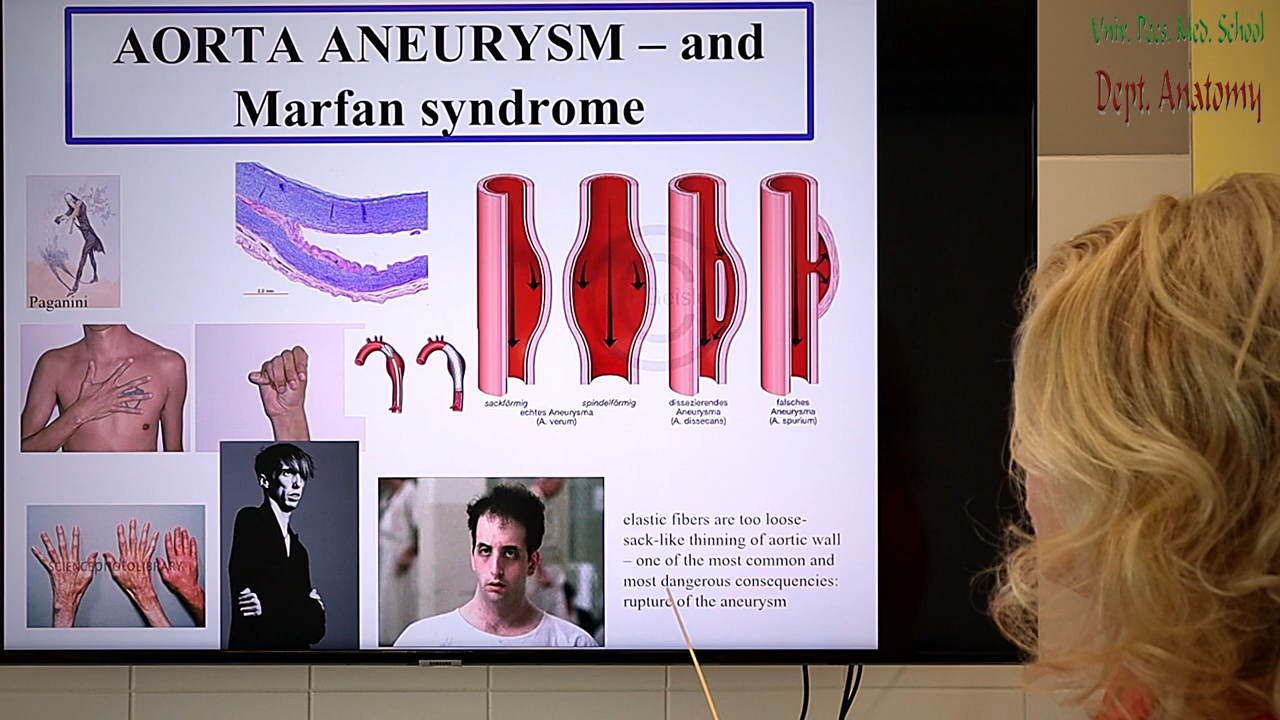 AORTA ANEURYSM – and
Marfan syndrome
Univ. Pecs. Med. School
Dept. Anatomy
Paganini
sackförmig
spindelförmig
echtes Aneurysma
(A. verum)
dissezierendes
Aneurysma
(A. dissecans)
falsches
Aneurysma
(A. spurium)
SCIENCEPHOTOLIBRARY
elastic fibers are too loose-
sack-like thinning of aortic wall
– one of the most common and
most dangerous consequencies:
rupture of the aneurysm